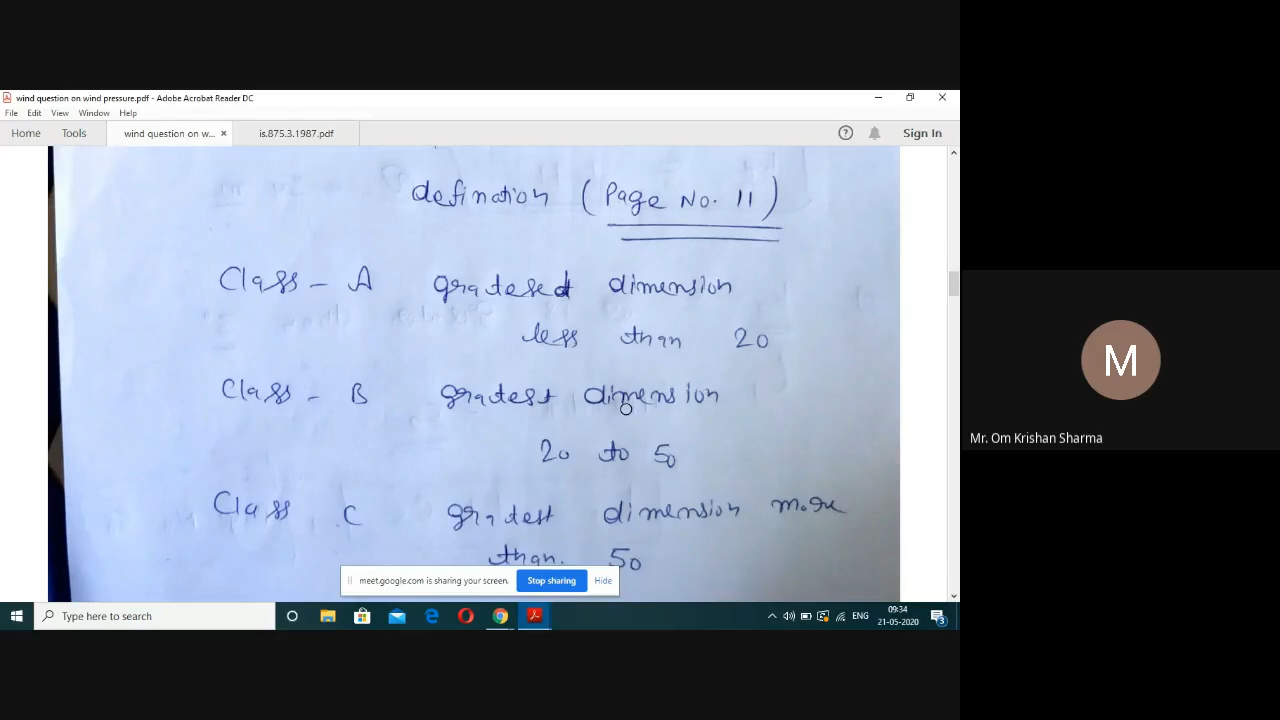 wind question on wind pressure.pdf - Adobe Acrobat Reader DC
File Edit View Window Help
Home Tools wind question on w... × is.875.3.1987.pdf Sign In
defination (Page No. 11)
Class - A gratesed dimension
less than 20
Class - B gratest dimension
20 to 50
Class C gratest dimension more
than. 50
meet.google.com is sharing your screen. Stop sharing Hide
Type here to search ENG 09:34
21-05-2020 3
M
Mr. Om Krishan Sharma